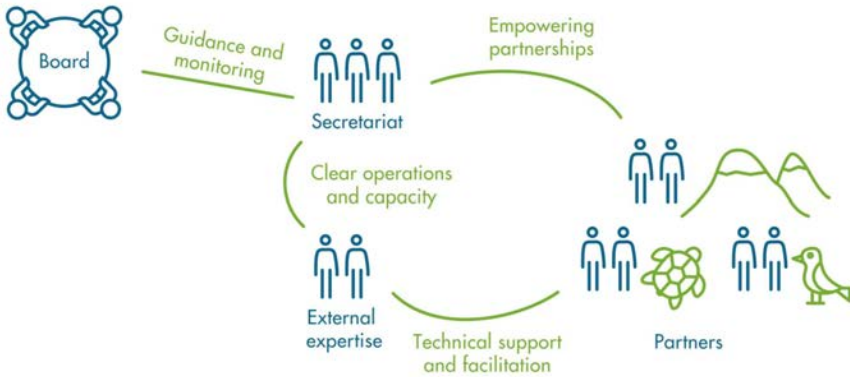 Board
Guidance and
monitoring
Secretariat
Empowering
partnerships
Clear operations
and capacity
External
expertise
Technical support
and facilitation
Partners